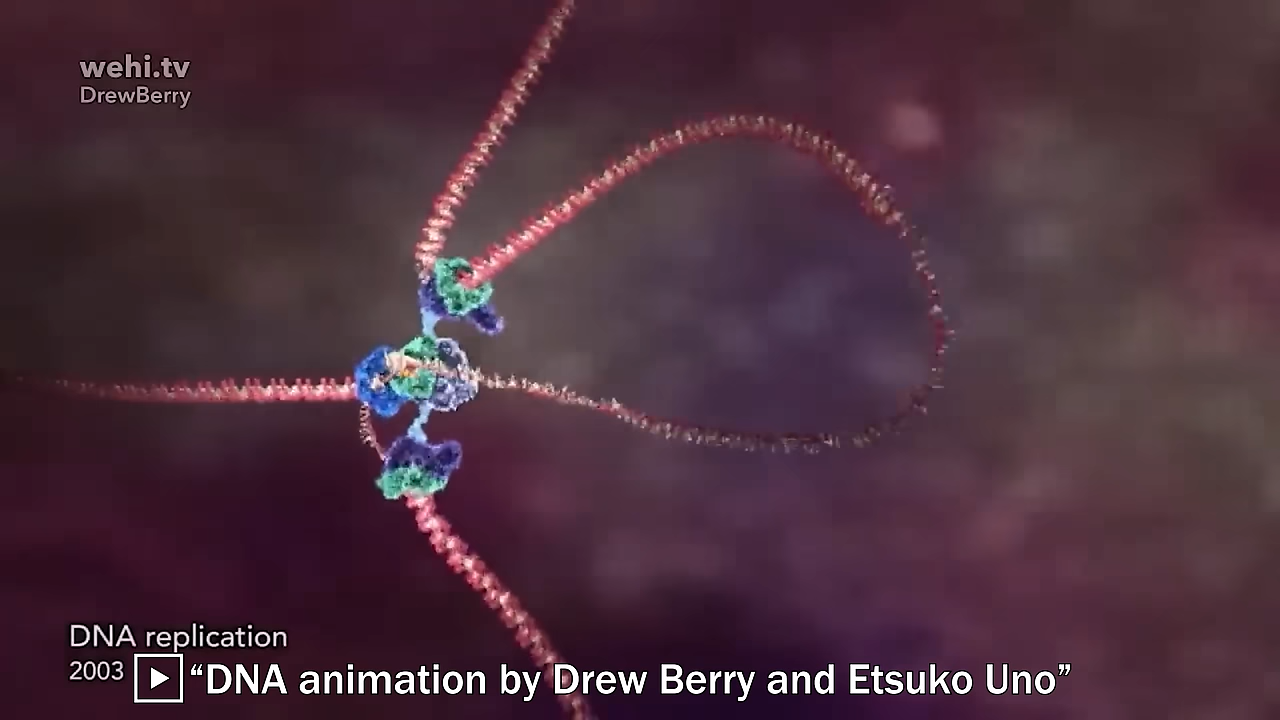 wehi.tv
DrewBerry
DNA replication
2003
“DNA animation by Drew Berry and Etsuko Uno”